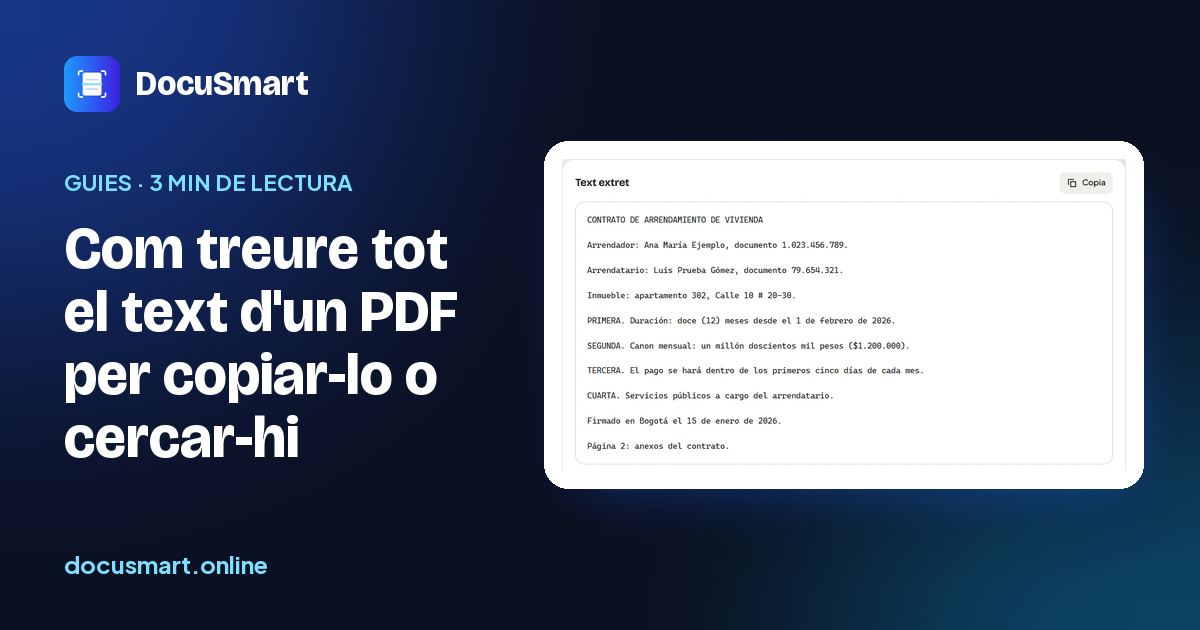 DocuSmart
GUIES · 3 MIN DE LECTURA
Com treure tot
el text d'un PDF
per copiar-lo o
cercar-hi
docusmart.online
Text extret
Copia
CONTRATO DE ARRENDAMIENTO DE VIVIENDA
Arrendador: Ana María Ejemplo, documento 1.023.456.789.
Arrendatario: Luis Prueba Gómez, documento 79.654.321.
Inmueble: apartamento 302, Calle 10 # 20-30.
PRIMERA. Duración: doce (12) meses desde el 1 de febrero de 2026.
SEGUNDA. Canon mensual: un millón doscientos mil pesos ($1.200.000).
TERCERA. El pago se hará dentro de los primeros cinco días de cada mes.
CUARTA. Servicios públicos a cargo del arrendatario.
Firmado en Bogotá el 15 de enero de 2026.
Página 2: anexos del contrato.